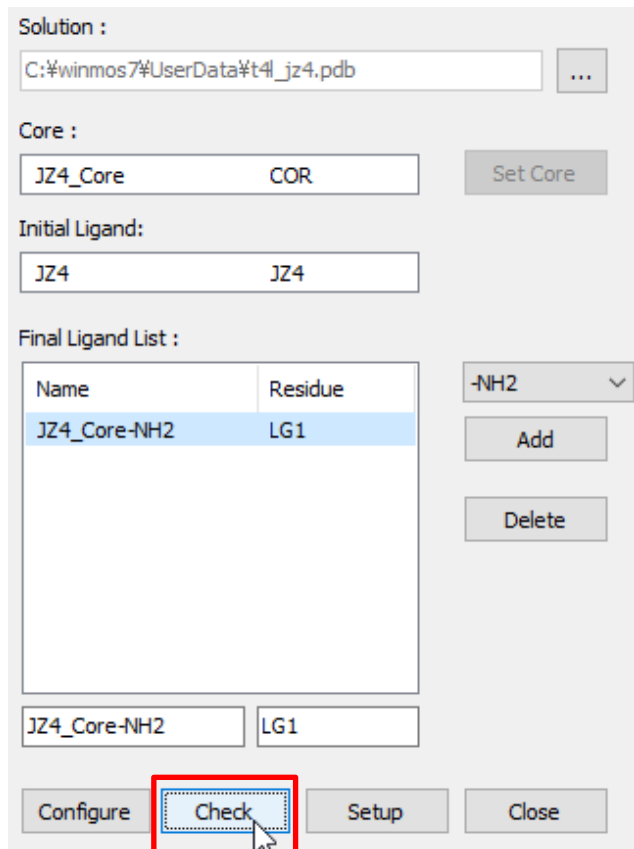 Solution :
C:¥winmos7¥UserData¥t4l_jz4.pdb ...
Core :
JZ4_Core COR Set Core
Initial Ligand:
JZ4 JZ4
Final Ligand List :
Name Residue -NH2
JZ4_Core-NH2 LG1 Add
Delete
JZ4_Core-NH2 LG1
Configure Check Setup Close